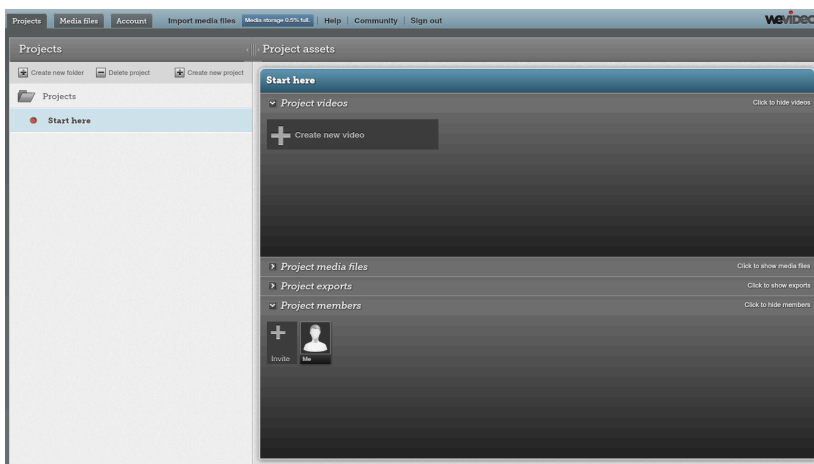 Projects Media files Account Import media files Media storage 0.5% full. Help Community Sign out
WEVIDEO
Projects
Project assets
Create new folder Delete project Create new project
Start here
Projects
Project videos Click to hide videos
Start here
Create new video
Project media files Click to show media files
Project exports Click to show exports
Project members Click to hide members
Invite Me